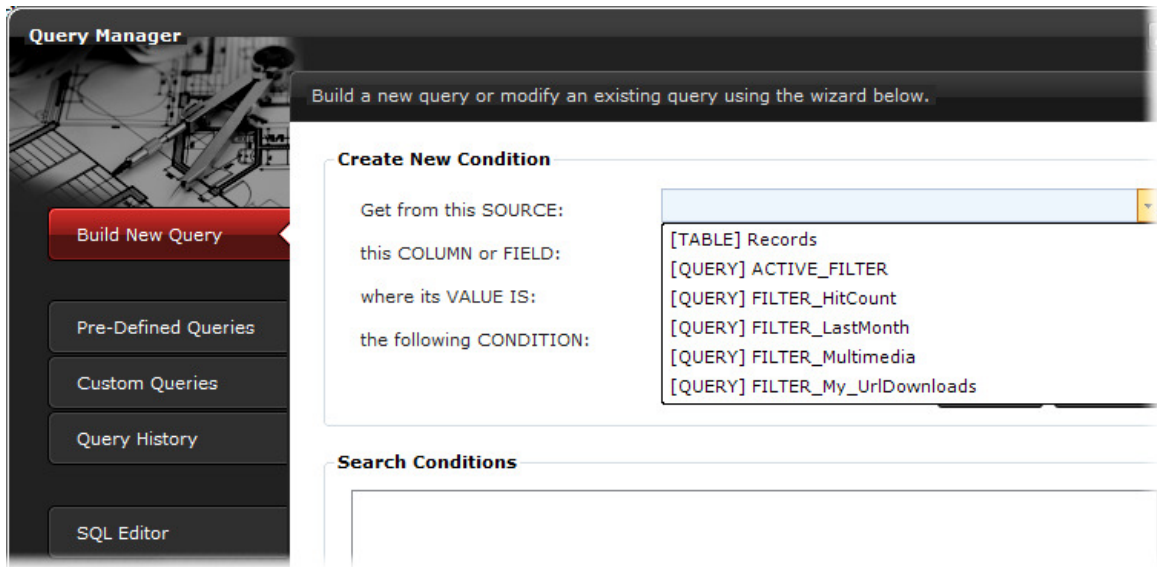 Query Manager
Build a new query or modify an existing query using the wizard below.
Build New Query
Pre-Defined Queries
Custom Queries
Query History
SQL Editor
Create New Condition
Get from this SOURCE:
this COLUMN or FIELD:
where its VALUE IS:
the following CONDITION:
[TABLE] Records
[QUERY] ACTIVE_FILTER
[QUERY] FILTER_HitCount
[QUERY] FILTER_LastMonth
[QUERY] FILTER_Multimedia
[QUERY] FILTER_My_UrlDownloads
Search Conditions